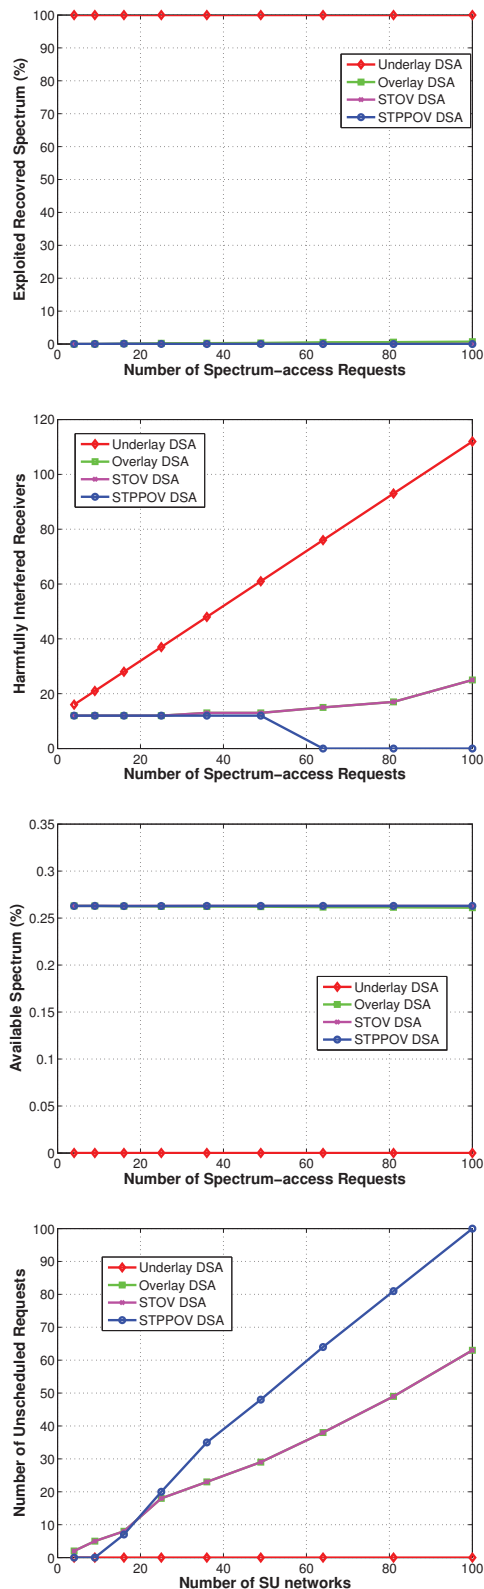 100
90
80
70
60
50
40
30
20
10
0
Exploited Recovred Spectrum (%)
Underlay DSA
Overlay DSA
STOV DSA
STPPOV DSA
0 20 40 60 80 100
Number of Spectrum-access Requests
120
100
80
60
40
20
0
Harmfully Interfered Receivers
Underlay DSA
Overlay DSA
STOV DSA
STPPOV DSA
0 20 40 60 80 100
Number of Spectrum-access Requests
0.35
0.3
0.25
0.2
0.15
0.1
0.05
0
Available Spectrum (%)
Underlay DSA
Overlay DSA
STOV DSA
STPPOV DSA
0 20 40 60 80 100
Number of Spectrum-access Requests
100
90
80
70
60
50
40
30
20
10
0
Number of Unscheduled Requests
Underlay DSA
Overlay DSA
STOV DSA
STPPOV DSA
0 20 40 60 80 100
Number of SU networks